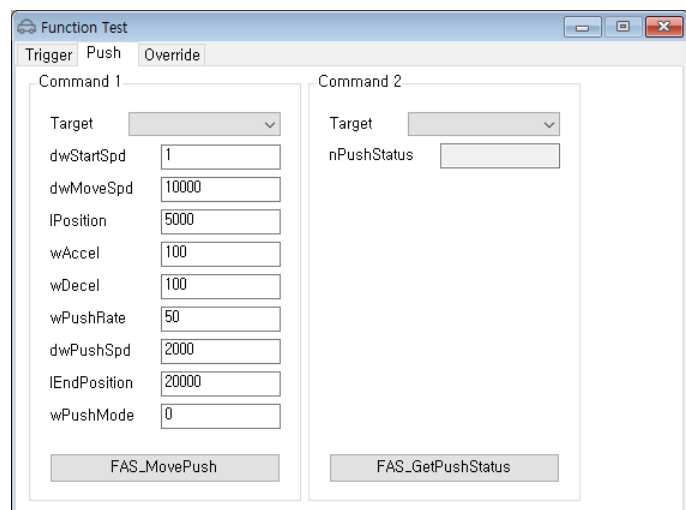 Function Test
Trigger Push Override
Command 1
Target
dwStartSpd 1
dwMoveSpd 10000
lPosition 5000
wAccel 100
wDecel 100
wPushRate 50
dwPushSpd 2000
lEndPosition 20000
wPushMode 0
FAS_MovePush
Command 2
Target
nPushStatus
FAS_GetPushStatus